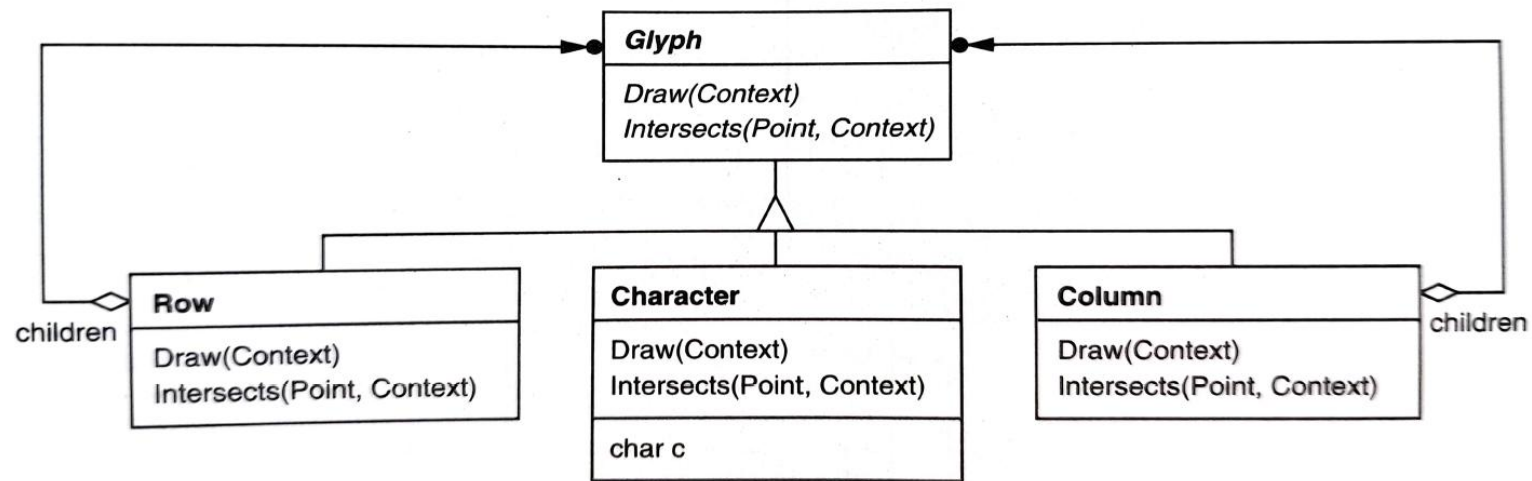 Glyph
Draw(Context)
Intersects(Point, Context)
Row
Draw(Context)
Intersects(Point, Context)
children
Character
Draw(Context)
Intersects(Point, Context)
char c
Column
Draw(Context)
Intersects(Point, Context)
children